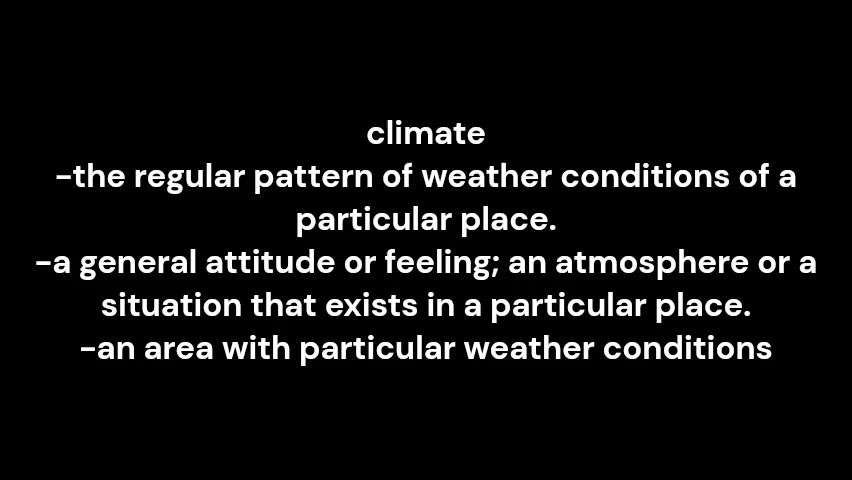 climate
-the regular pattern of weather conditions of a
particular place.
-a general attitude or feeling; an atmosphere or a
situation that exists in a particular place.
-an area with particular weather conditions